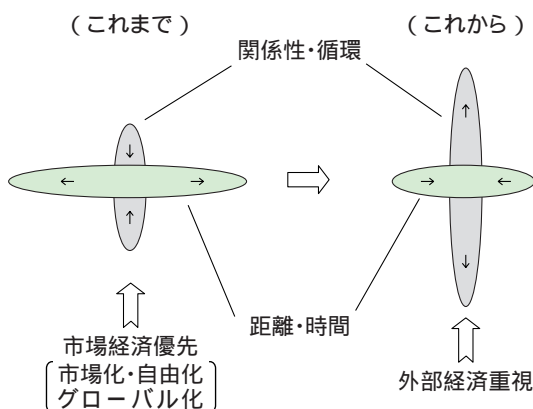 （これまで）
（これから）
関係性・循環
距離・時間
市場経済優先
市場化・自由化
グローバル化
外部経済重視